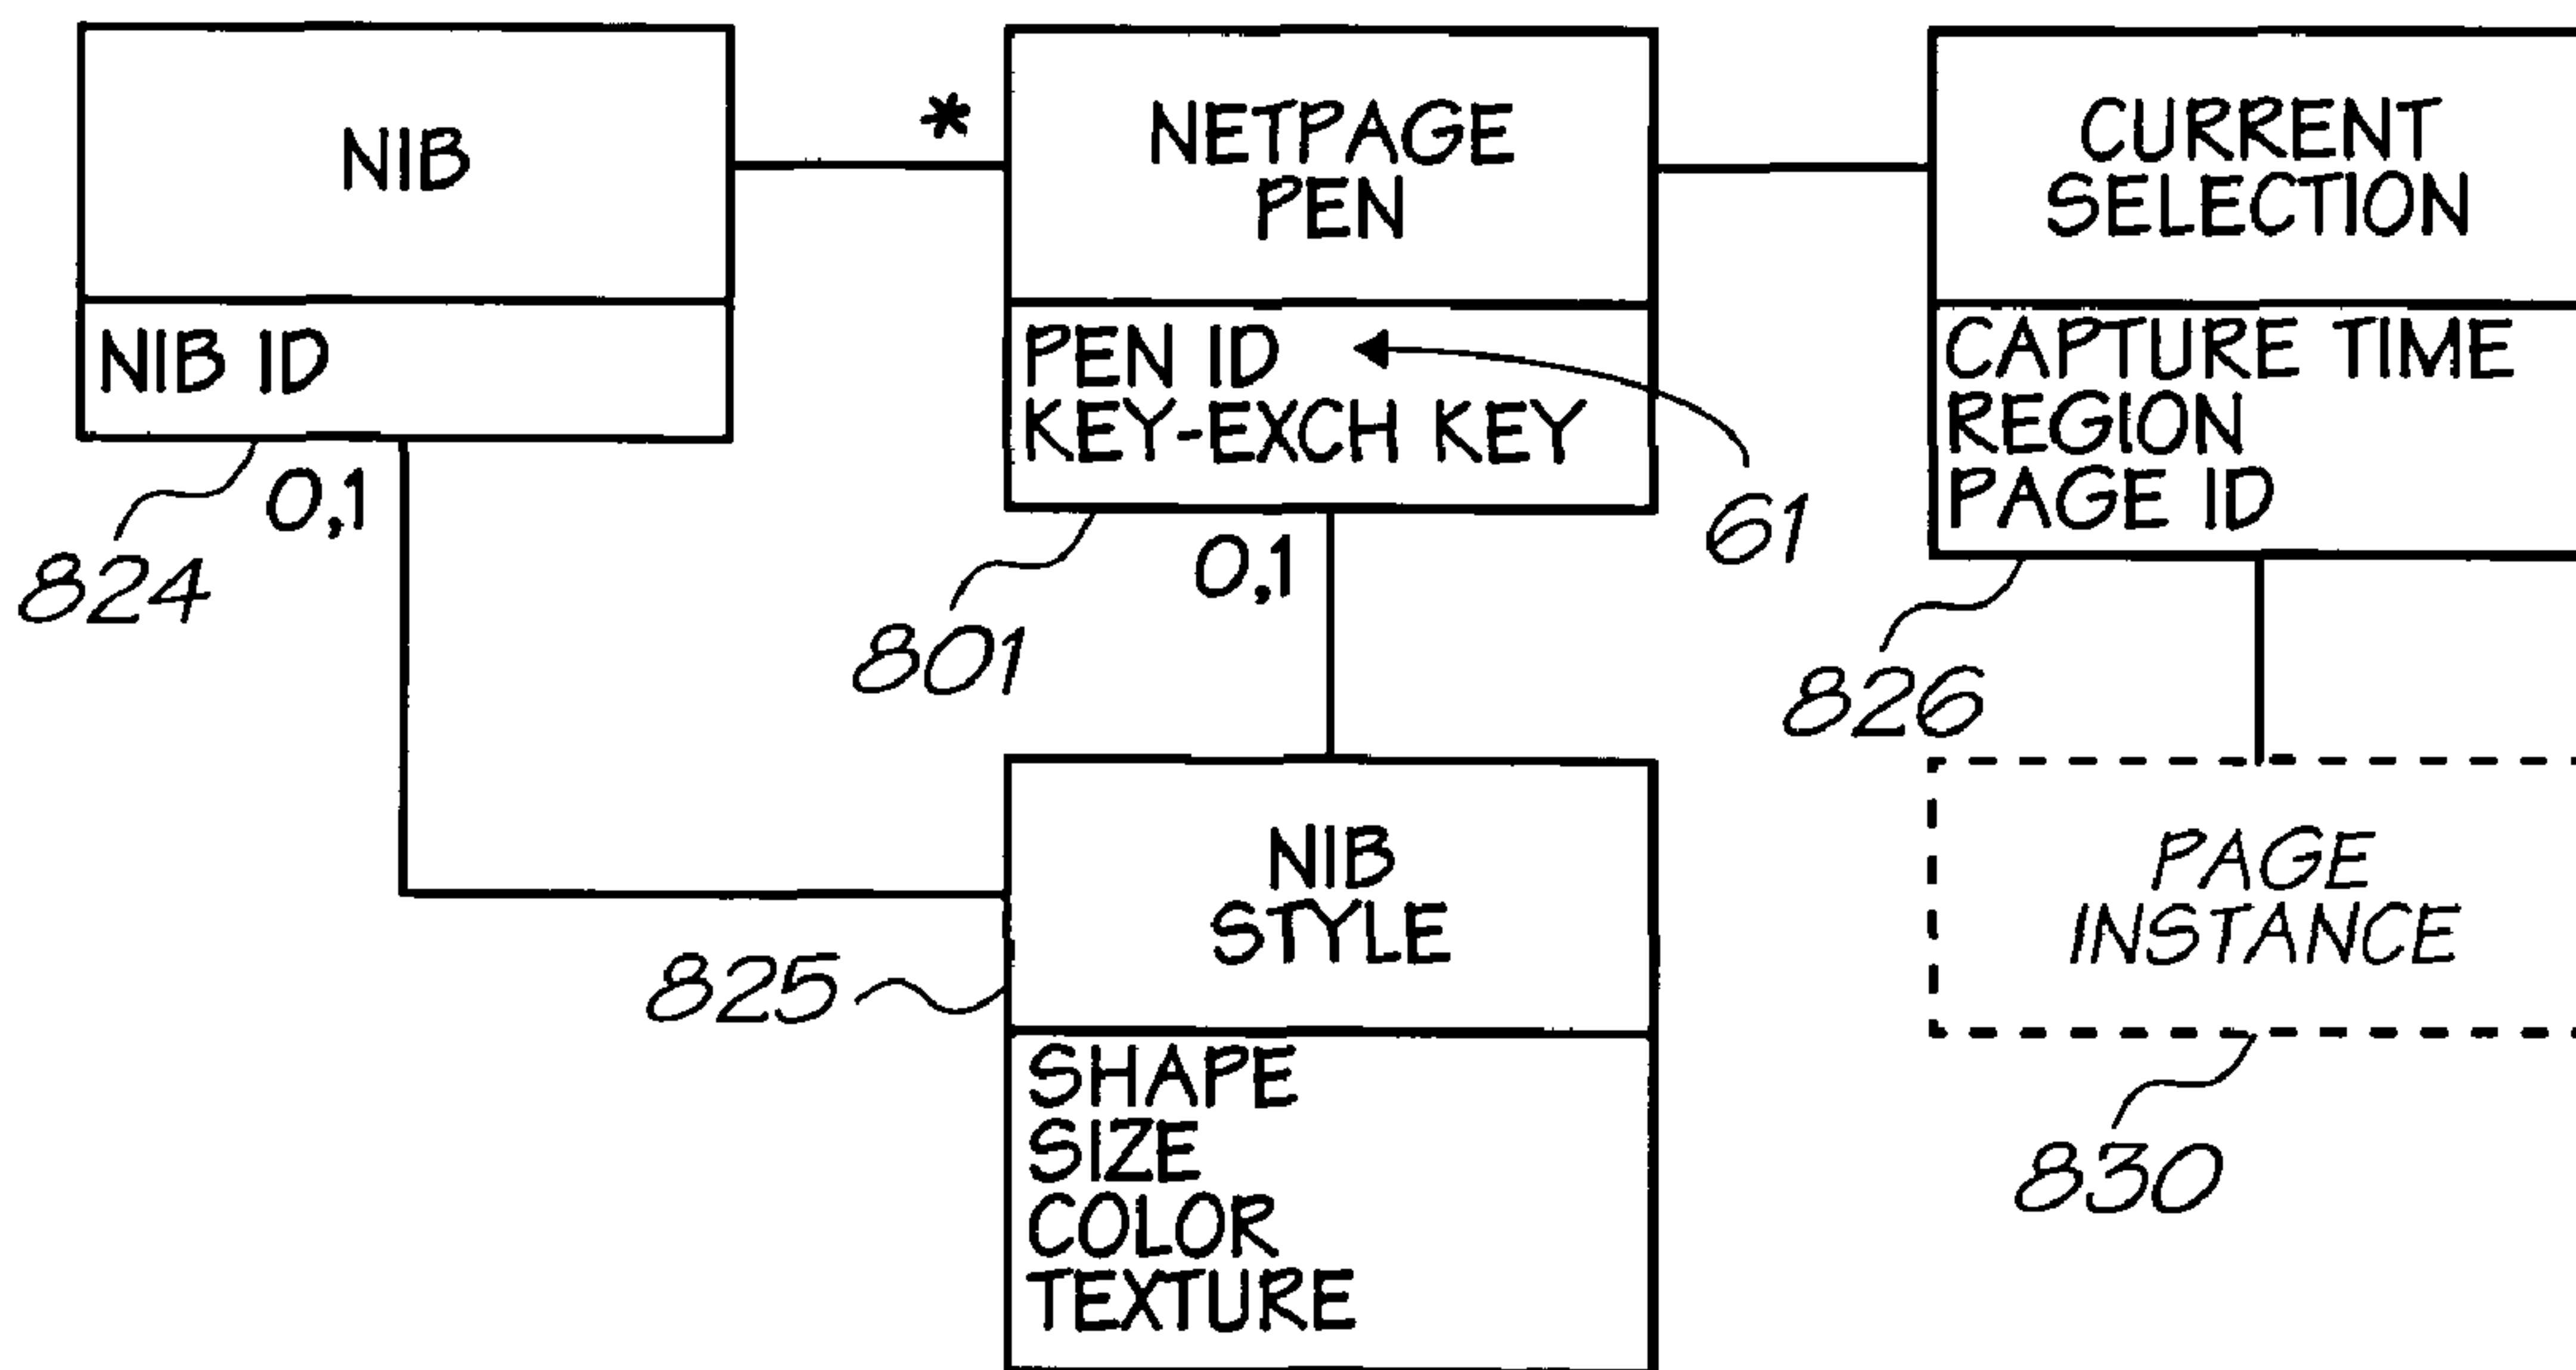 NIB
NIB ID
0,1
824
*
NETPAGE
PEN
PEN ID
KEY-EXCH KEY
61
0,1
801
CURRENT
SELECTION
CAPTURE TIME
REGION
PAGE ID
826
NIB
STYLE
825
SHAPE
SIZE
COLOR
TEXTURE
PAGE
INSTANCE
830